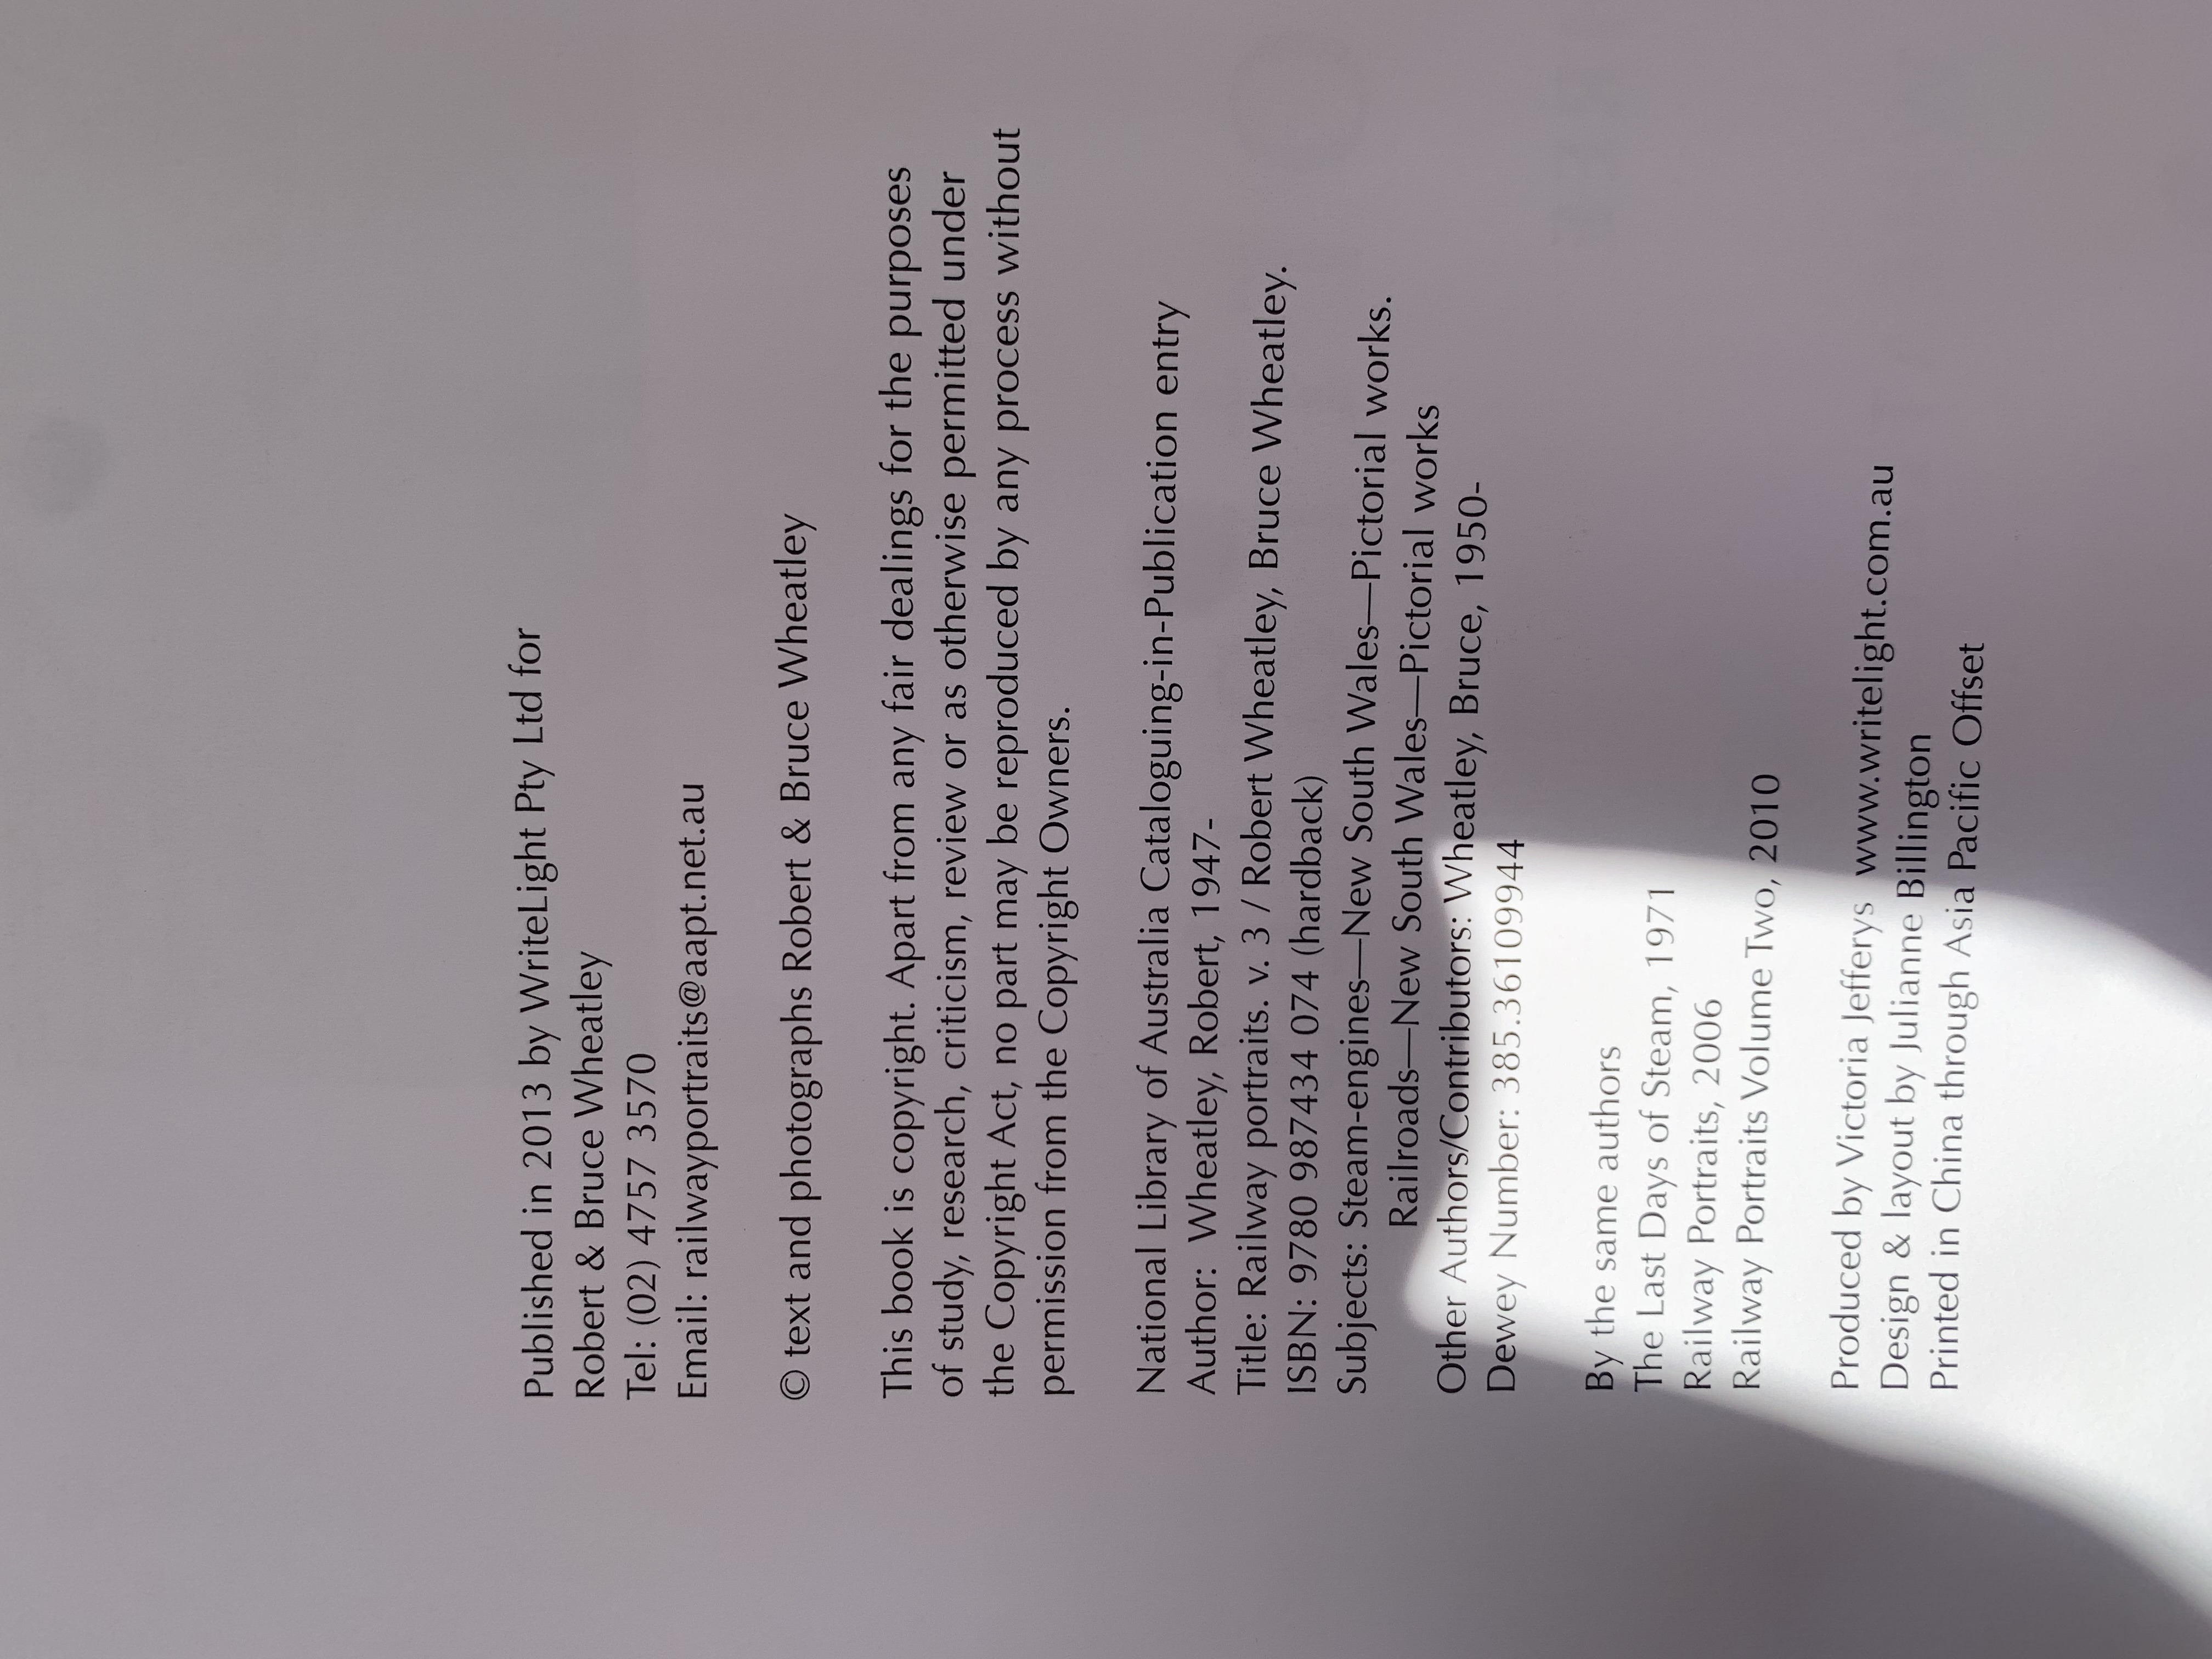 Published in 2013 by WriteLight Pty Ltd for
Robert & Bruce Wheatley
Tel: (02) 4757 3570
Email: railwayportraits@aapt.net.au
© text and photographs Robert & Bruce Wheatley
This book is copyright. Apart from any fair dealings for the purposes
of study, research, criticism, review or as otherwise permitted under
the Copyright Act, no part may be reproduced by any process without
permission from the Copyright Owners.
National Library of Australia Cataloguing-in-Publication entry
Author: Wheatley, Robert, 1947-
Title: Railway portraits. v. 3 / Robert Wheatley, Bruce Wheatley.
ISBN: 9780 987434 074 (hardback)
Subjects: Steam-engines—New South Wales—Pictorial works.
Railroads—New South Wales—Pictorial works
Other Authors/Contributors: Wheatley, Bruce, 1950-
Dewey Number: 385.36109944
By the same authors
The Last Days of Steam, 1971
Railway Portraits, 2006
Railway Portraits Volume Two, 2010
Produced by Victoria Jefferys www.writelight.com.au
Design & layout by Julianne Billington
Printed in China through Asia Pacific Offset